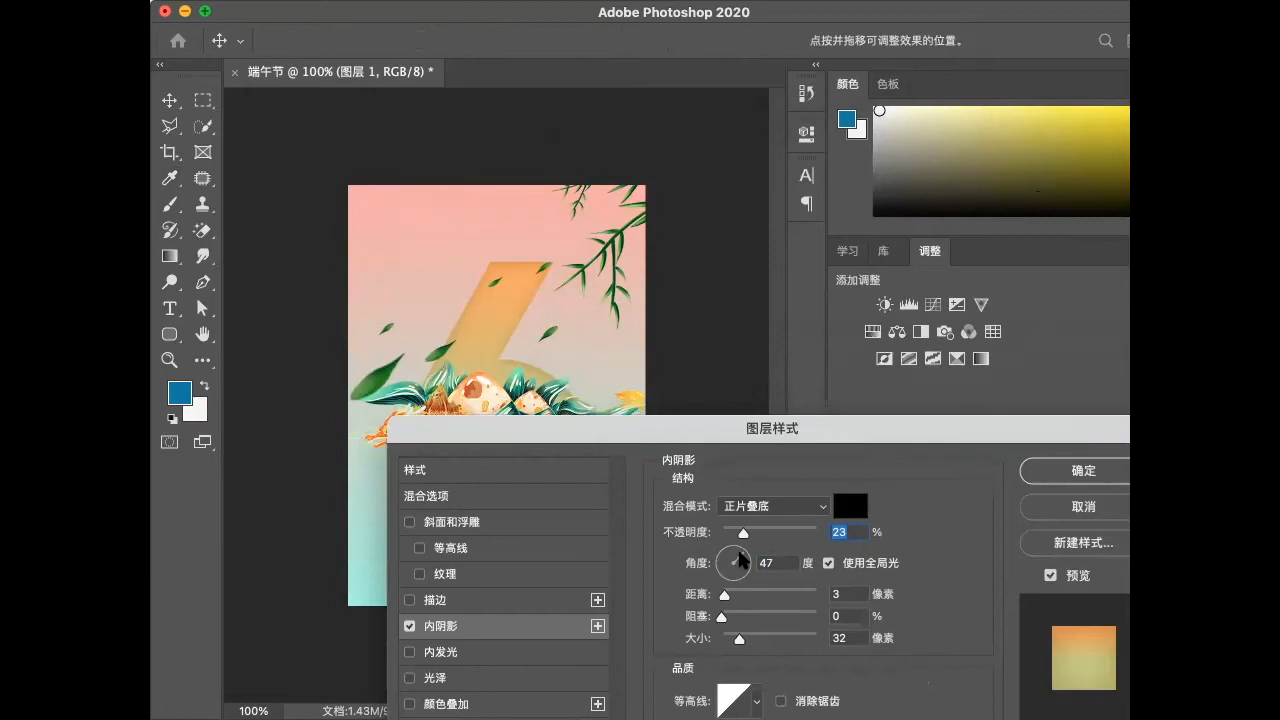 Adobe Photoshop 2020
点按并拖移可调整效果的位置。
端午节 @ 100% (图层 1, RGB/8) *
颜色
色板
学习
库
调整
添加调整
图层样式
样式
混合选项
斜面和浮雕
等高线
纹理
描边
内阴影
内发光
光泽
颜色叠加
内阴影
结构
混合模式: 正片叠底
不透明度: 23 %
角度: 47 度 使用全局光
距离: 3 像素
阻塞: 0 %
大小: 32 像素
品质
等高线: 消除锯齿
确定
取消
新建样式...
预览
100%
文档:1.43M/